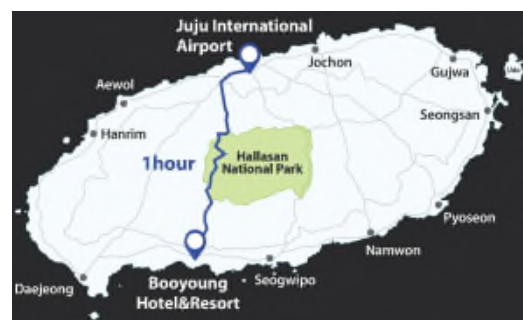 Juju International
Airport
Jochon
Gujwa
Udo
Aewol
Seongsan
Hanrim
1hour
Hallasan
National Park
Pyoseon
Namwon
Seogwipo
Daejeong
Booyoung
Hotel&Resort